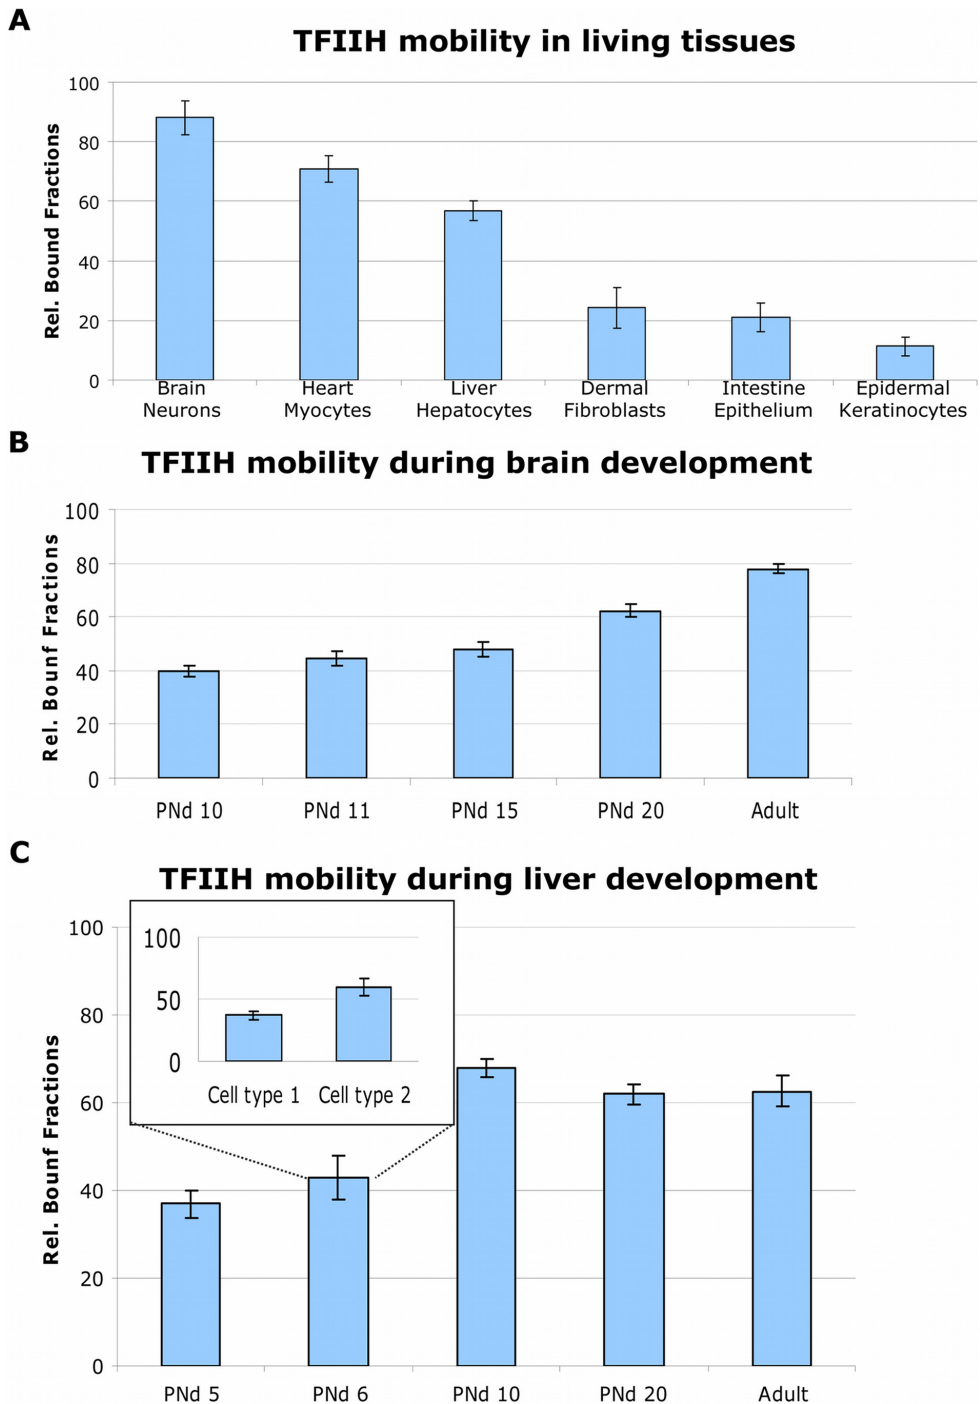 A
TFIIH mobility in living tissues
Rel. Bound Fractions
100
80
60
40
20
0
Brain Neurons
Heart Myocytes
Liver Hepatocytes
Dermal Fibroblasts
Intestine Epithelium
Epidermal Keratinocytes
B
TFIIH mobility during brain development
Rel. Bounf Fractions
100
80
60
40
20
0
PNd 10
PNd 11
PNd 15
PNd 20
Adult
C
TFIIH mobility during liver development
Rel. Bounf Fractions
100
80
60
40
20
0
100
50
0
Cell type 1
Cell type 2
PNd 5
PNd 6
PNd 10
PNd 20
Adult